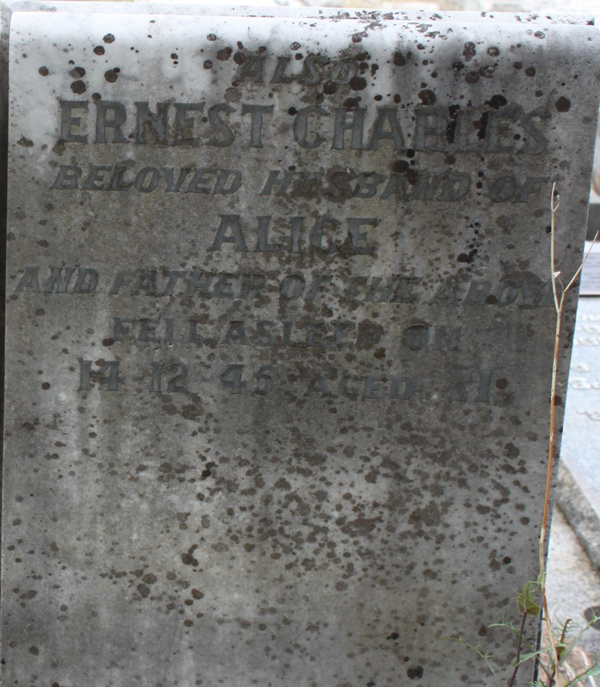 ALSO
ERNEST CHARLES
BELOVED HUSBAND OF
ALICE
AND FATHER OF THE ABOVE
FELL ASLEEP ON
14-12-45 AGED 71